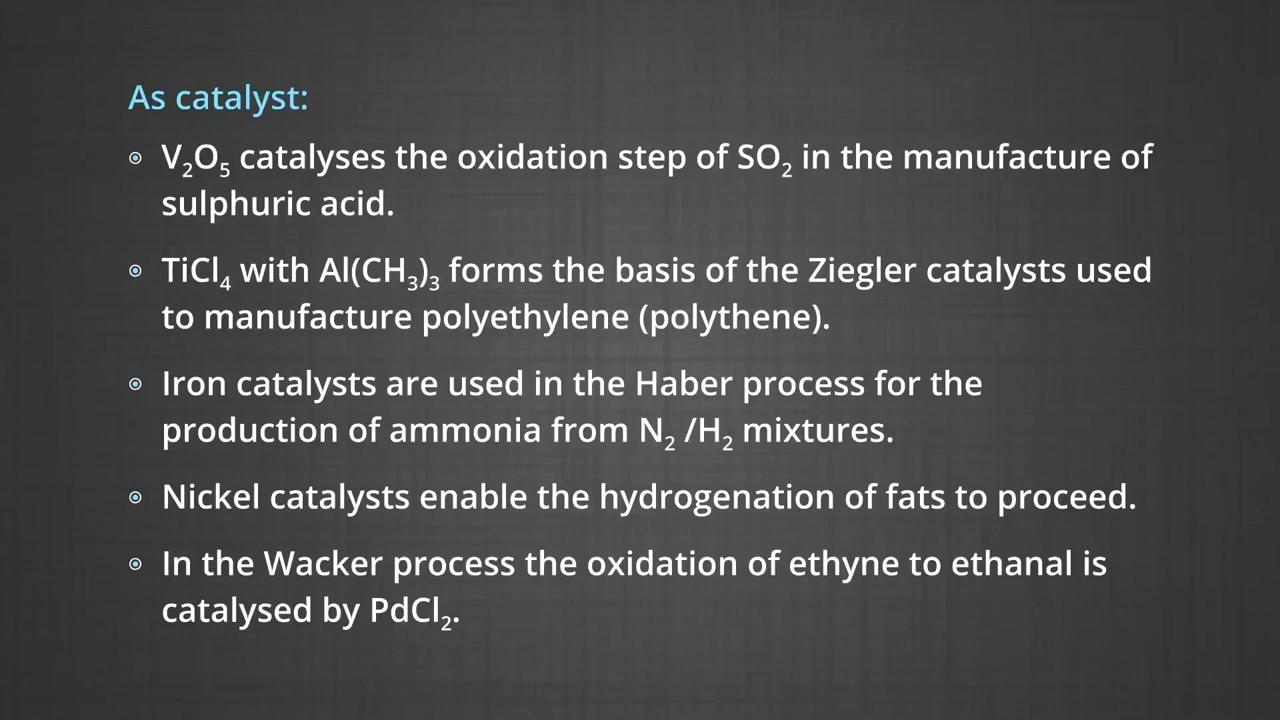 As catalyst:
V₂O₅ catalyses the oxidation step of SO₂ in the manufacture of
sulphuric acid.
TiCl₄ with Al(CH₃)₃ forms the basis of the Ziegler catalysts used
to manufacture polyethylene (polythene).
Iron catalysts are used in the Haber process for the
production of ammonia from N₂ /H₂ mixtures.
Nickel catalysts enable the hydrogenation of fats to proceed.
In the Wacker process the oxidation of ethyne to ethanal is
catalysed by PdCl₂.